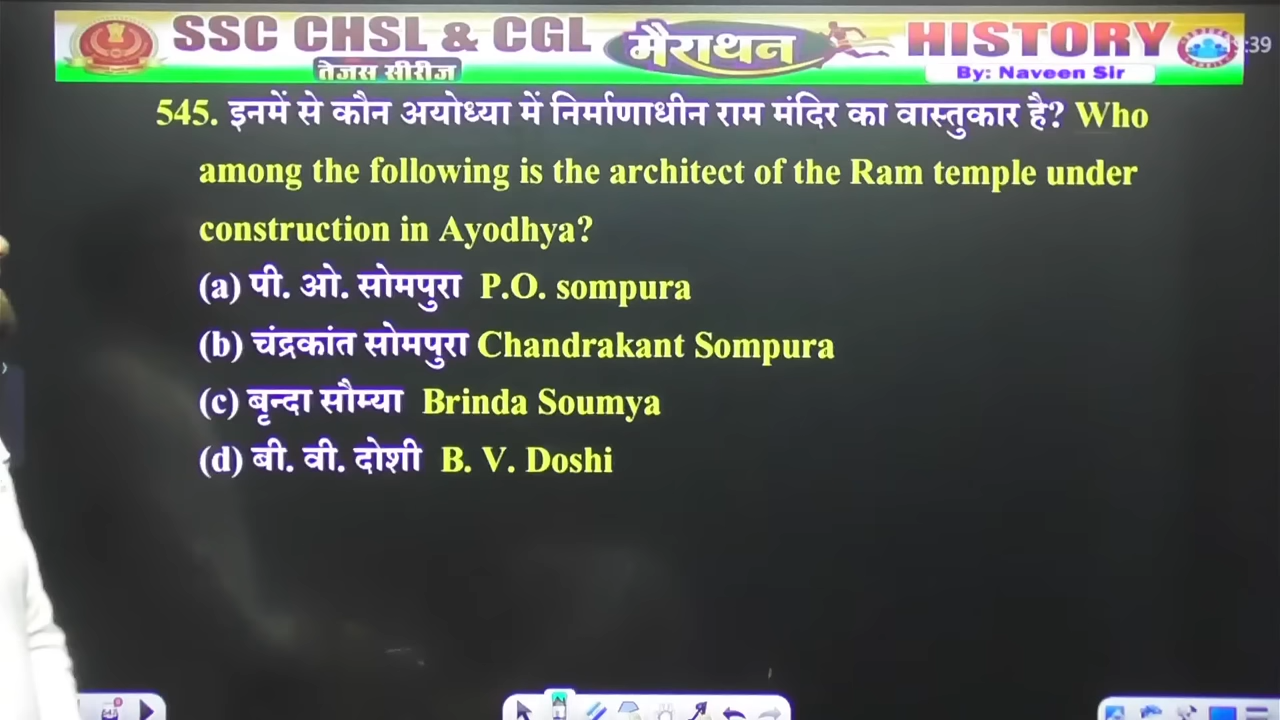 SSC CHSL & CGL मैराथन HISTORY
तेजस सीरीज By: Naveen Sir
:39
545. इनमें से कौन अयोध्या में निर्माणाधीन राम मंदिर का वास्तुकार है? Who
among the following is the architect of the Ram temple under
construction in Ayodhya?
(a) पी. ओ. सोमपुरा P.O. sompura
(b) चंद्रकांत सोमपुरा Chandrakant Sompura
(c) बृन्दा सौम्या Brinda Soumya
(d) बी. वी. दोशी B. V. Doshi